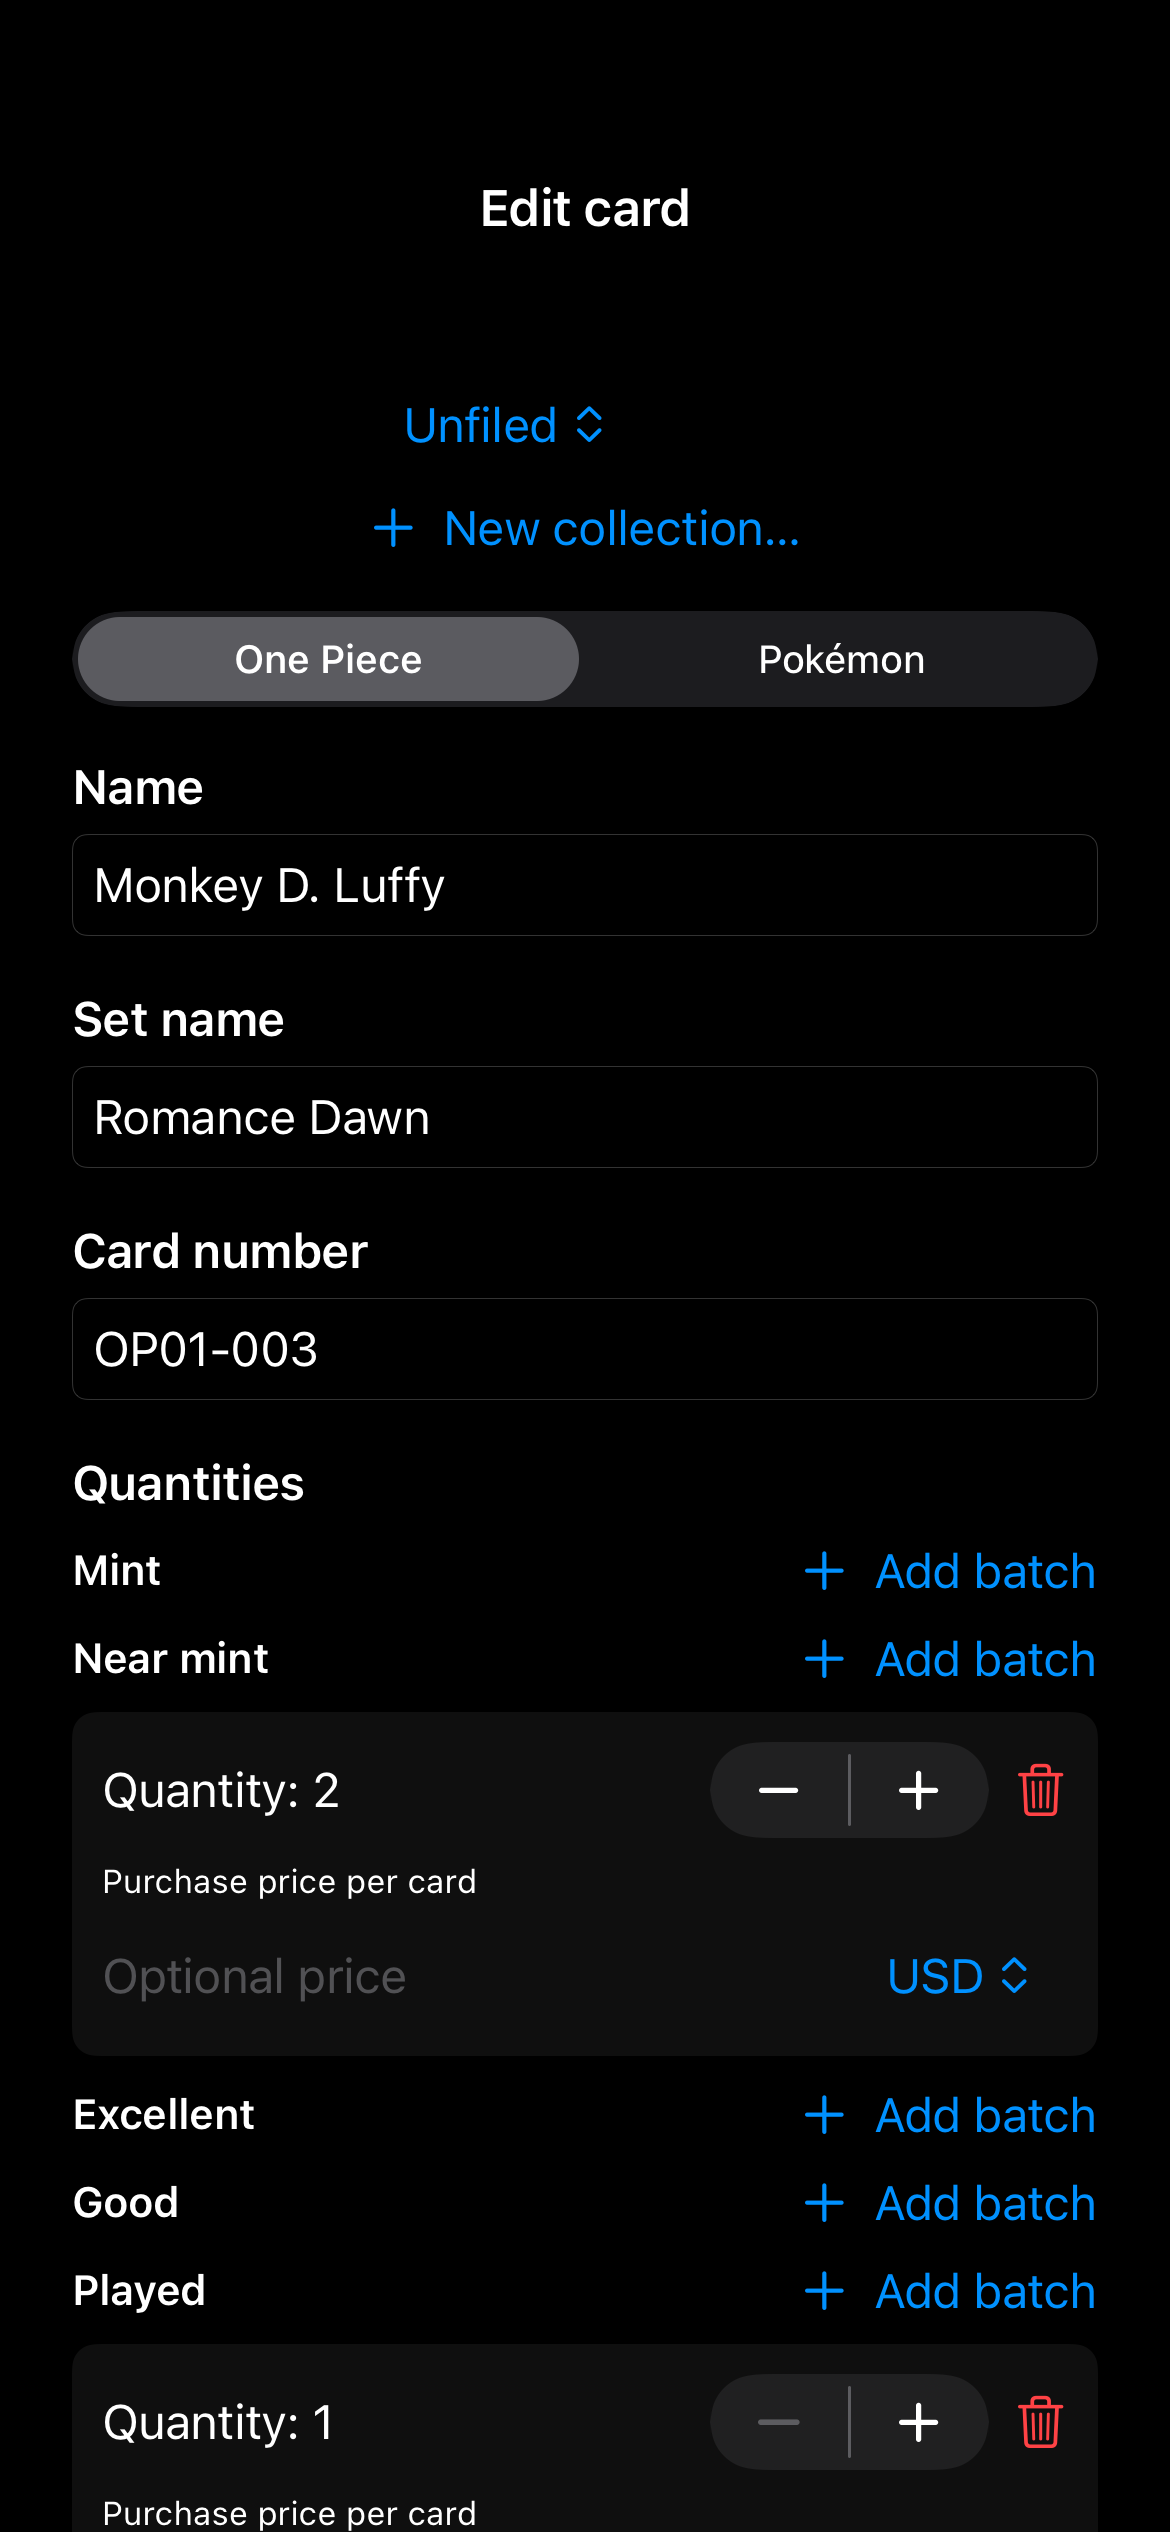 Edit card
Unfiled
New collection...
One Piece Pokémon
Name
Monkey D. Luffy
Set name
Romance Dawn
Card number
OP01-003
Quantities
Mint + Add batch
Near mint + Add batch
Quantity: 2
Purchase price per card
Optional price USD
Excellent + Add batch
Good + Add batch
Played + Add batch
Quantity: 1
Purchase price per card